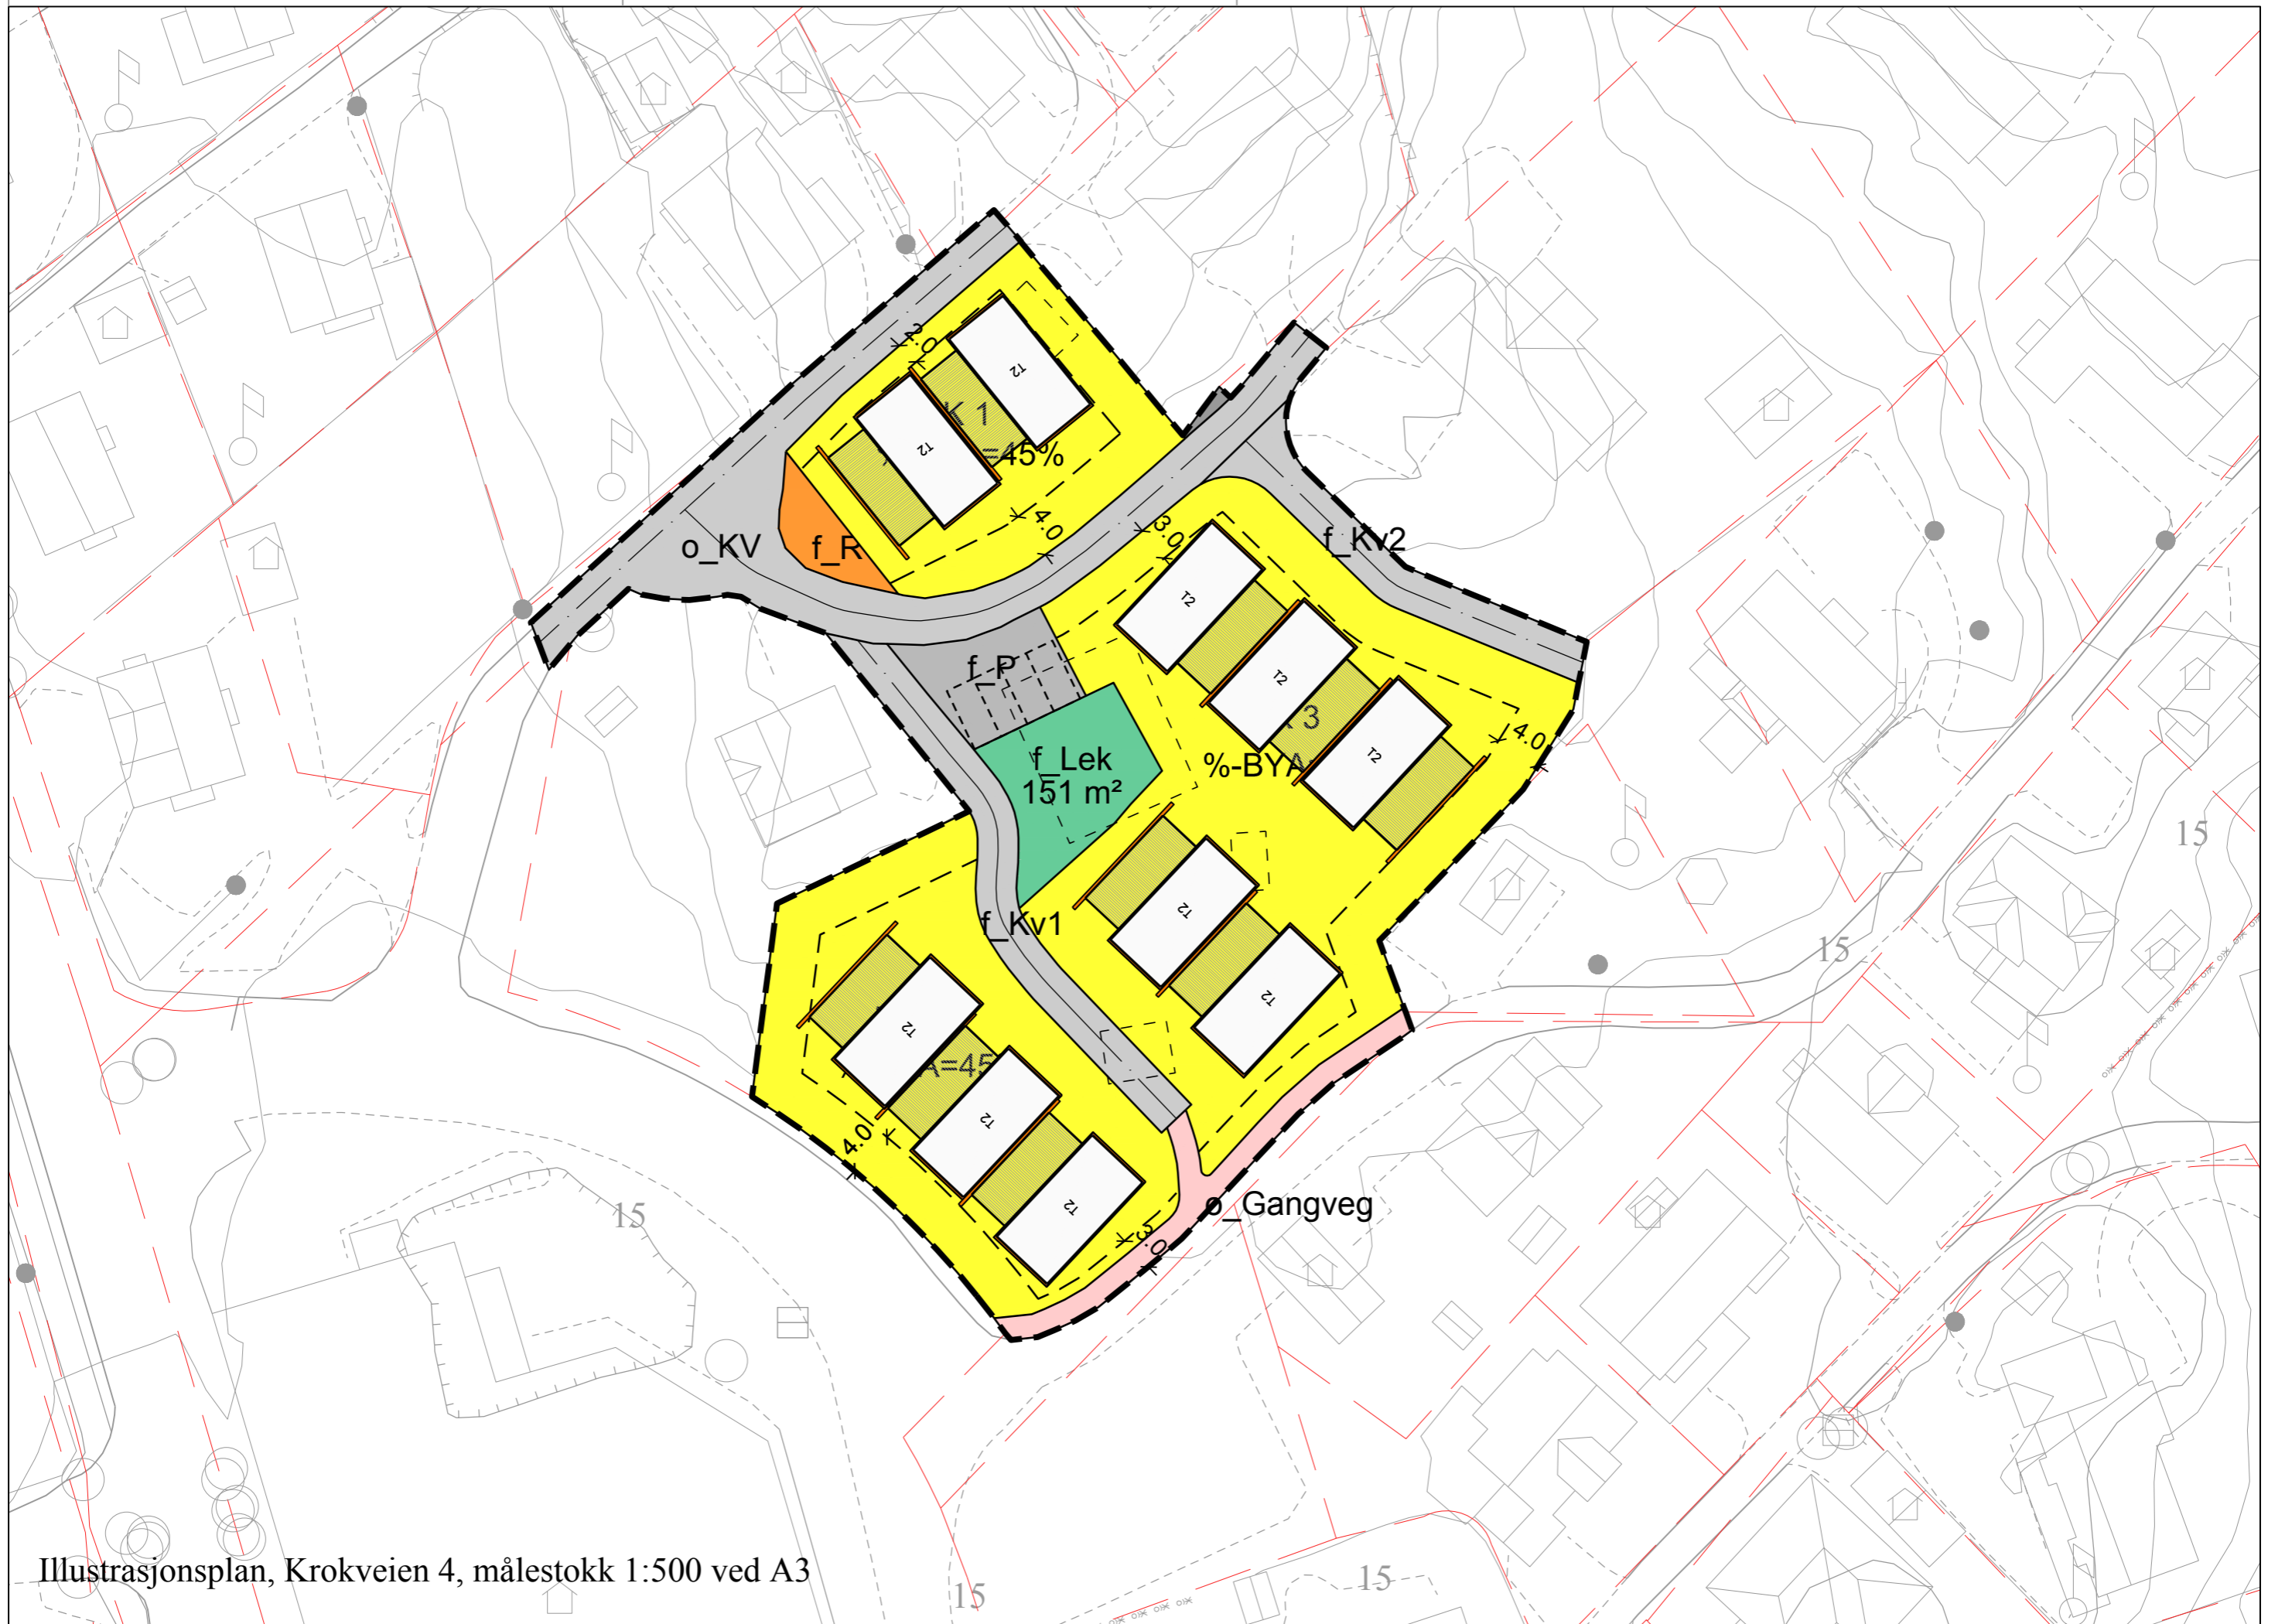 2.0
T2
K 1
T2
=45%
4.0
3.0
o_KV
f_R
f_Kv2
T2
f_P
T2
3
4.0
T2
f_Lek
%-BYA
151 m²
15
T2
f_Kv1
15
T2
T2
A=45
4.0
T2
o_Gangveg
T2
15
3.0
Illustrasjonsplan, Krokveien 4, målestokk 1:500 ved A3
15
15